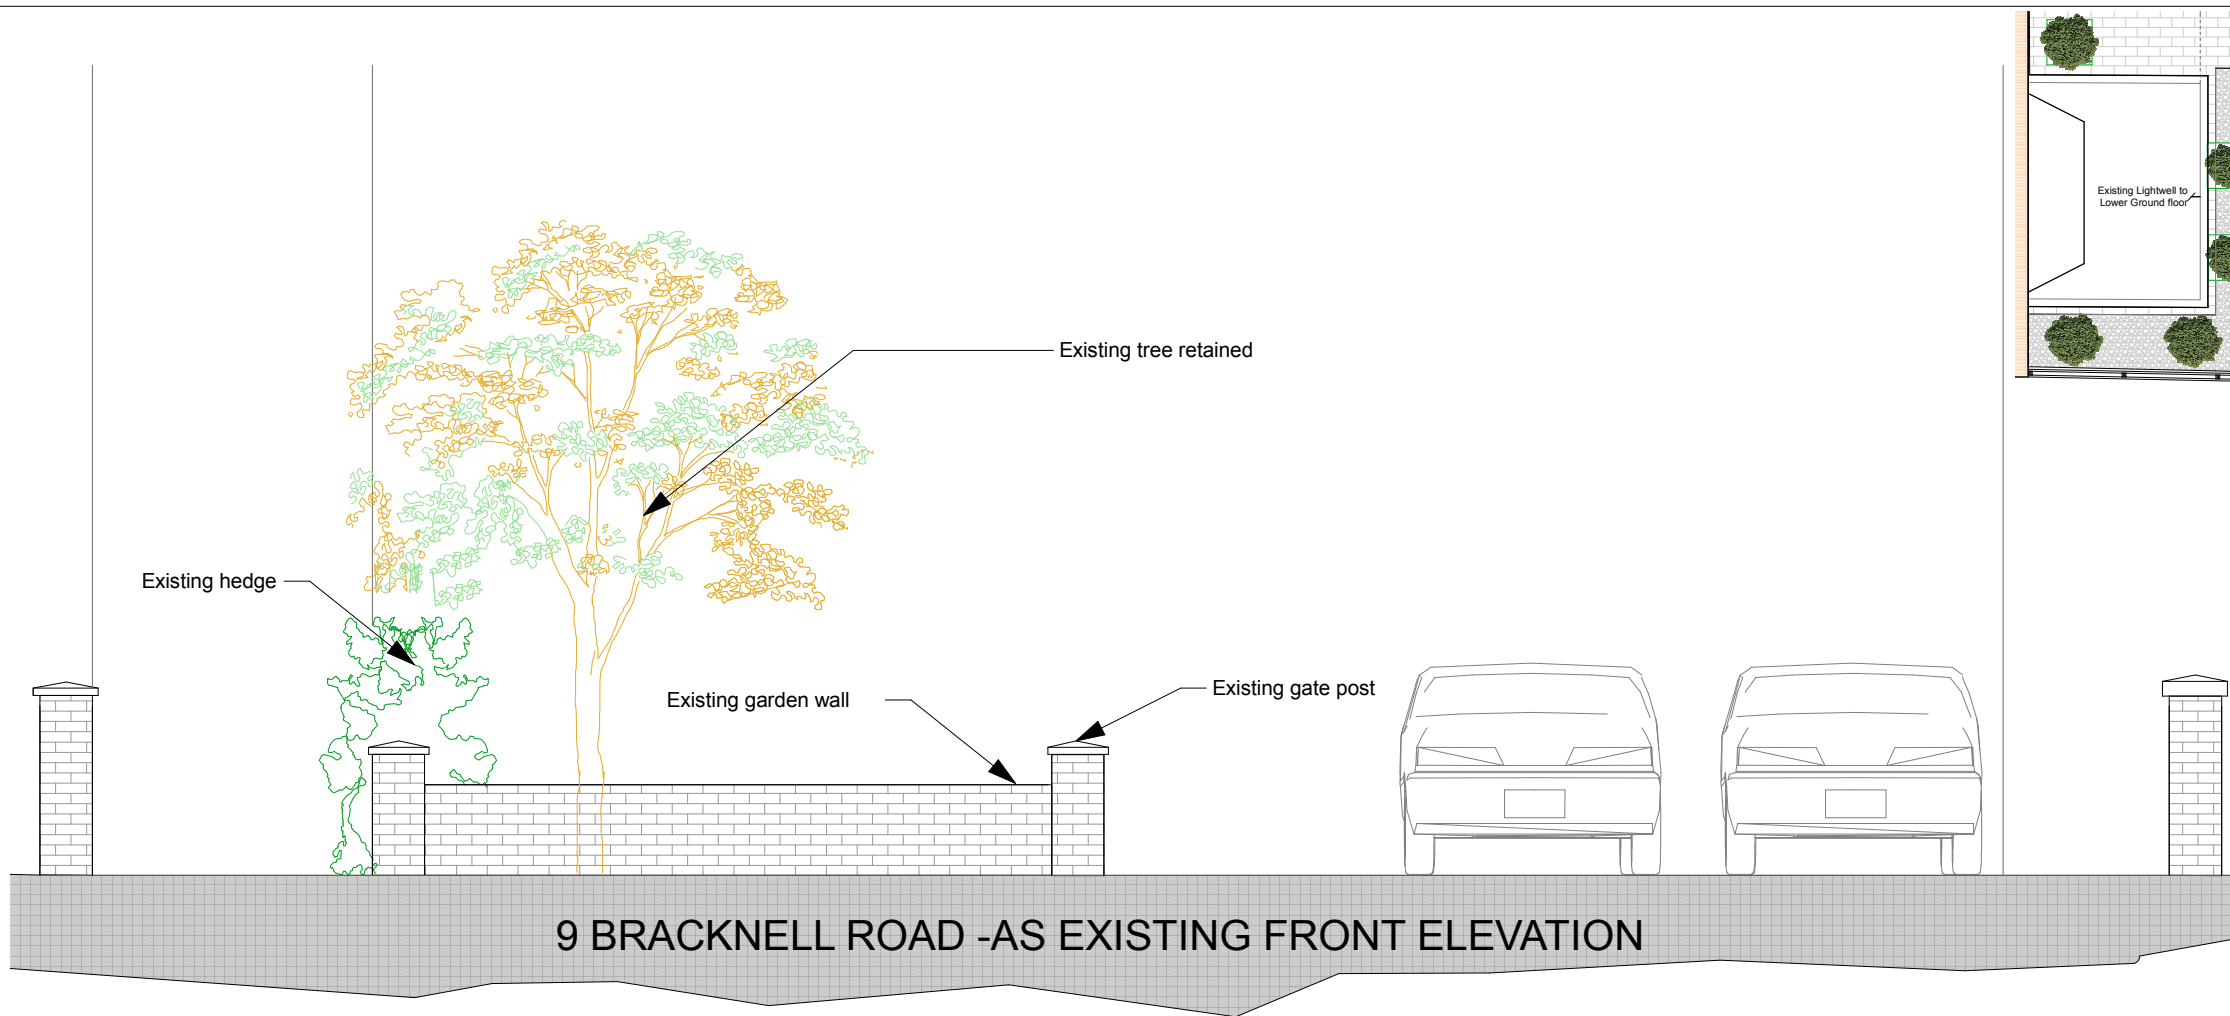 Existing Lightwell to
Lower Ground floor
Existing tree retained
Existing hedge
Existing garden wall
Existing gate post
9 BRACKNELL ROAD -AS EXISTING FRONT ELEVATION